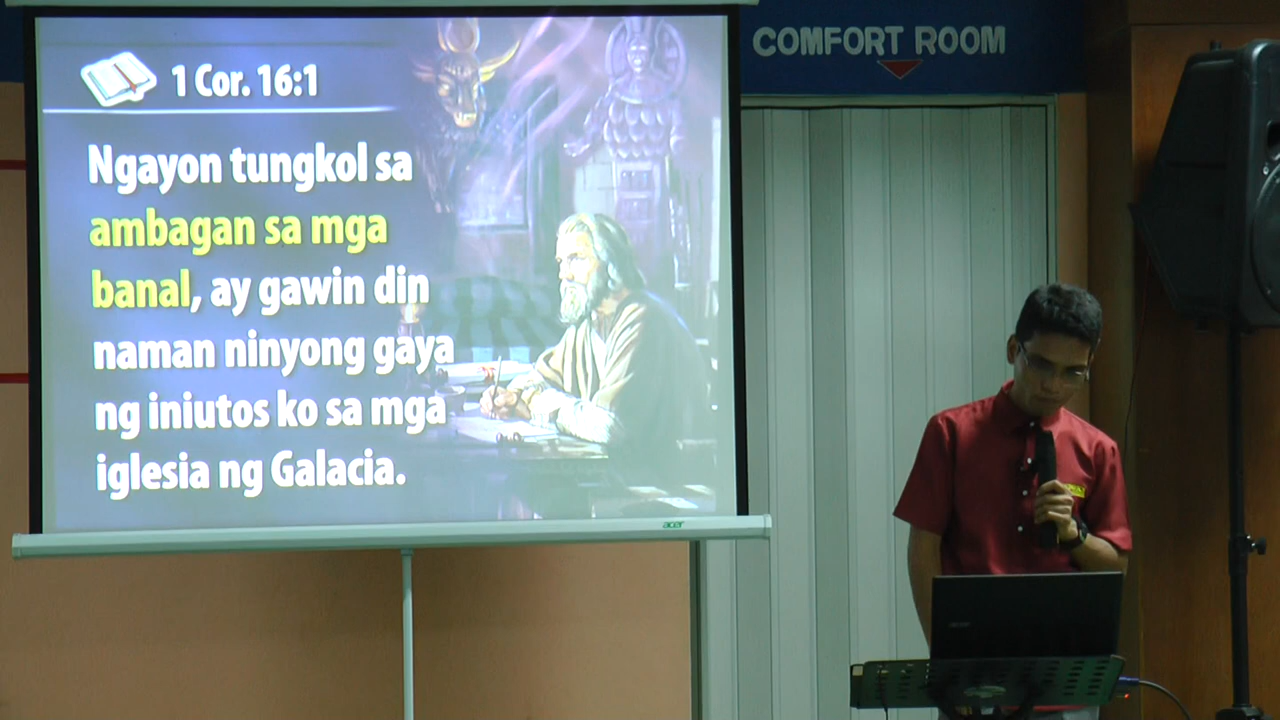 COMFORT ROOM
1 Cor. 16:1
Ngayon tungkol sa
ambagan sa mga
banal, ay gawin din
naman ninyong gaya
ng iniutos ko sa mga
iglesia ng Galacia.
acer
acer